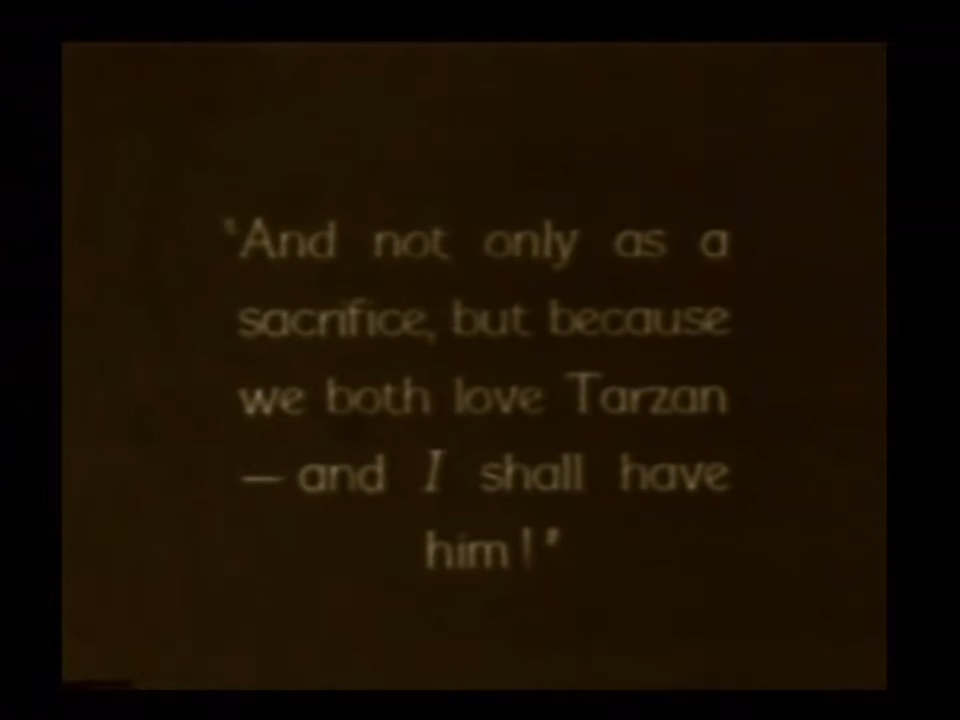 "And not only as a
sacrifice, but because
we both love Tarzan
— and I shall have
him!"